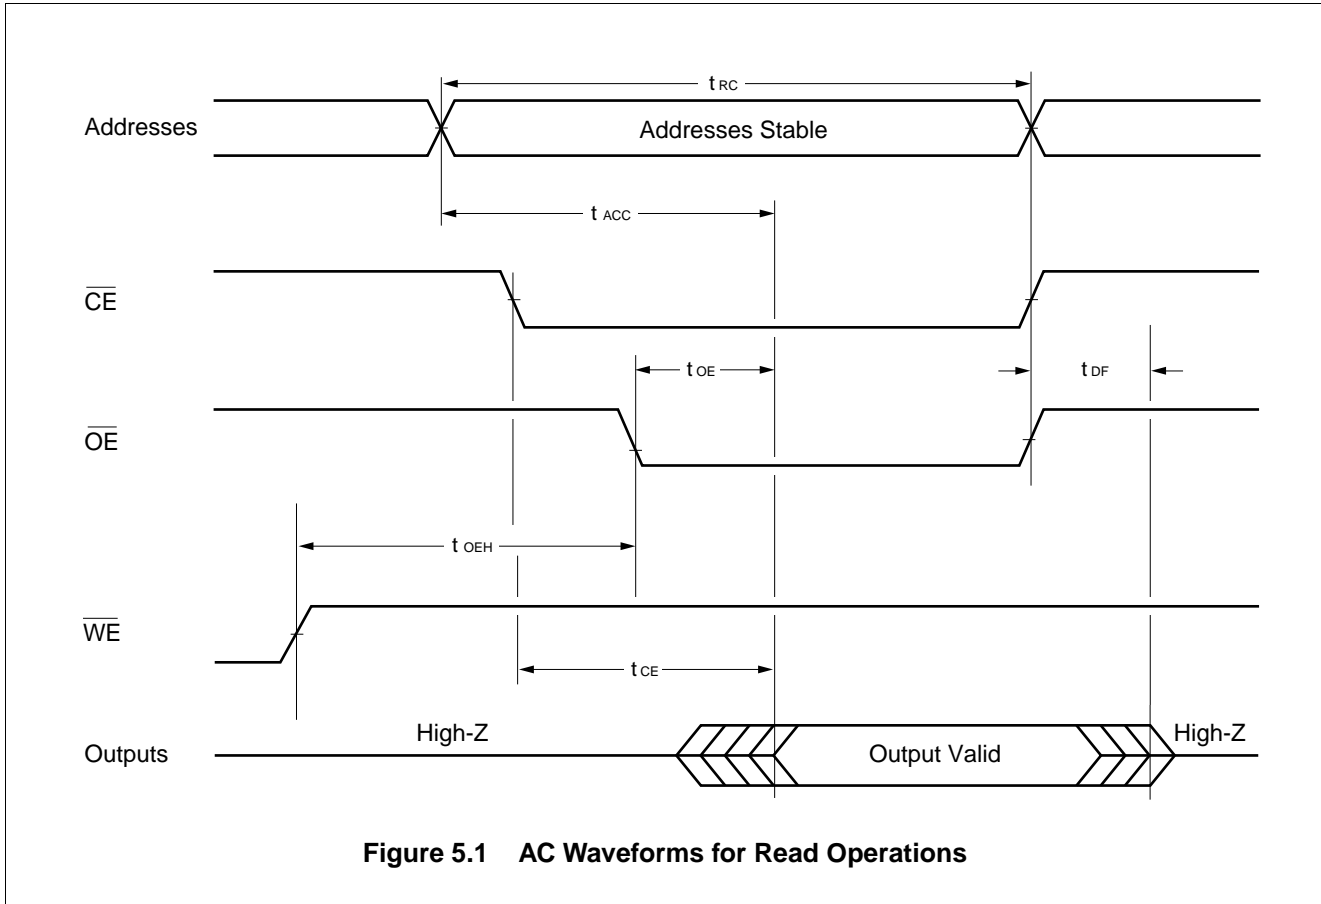 t RC
Addresses
Addresses Stable
t ACC
CE
t OE
t DF
OE
t OEH
WE
t CE
High-Z
High-Z
Outputs
Output Valid
Figure 5.1 AC Waveforms for Read Operations